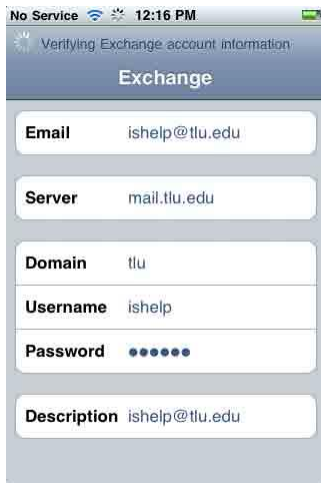 No Service 12:16 PM
Verifying Exchange account information
Exchange
Email ishelp@tlu.edu
Server mail.tlu.edu
Domain tlu
Username ishelp
Password ●●●●●●
Description ishelp@tlu.edu